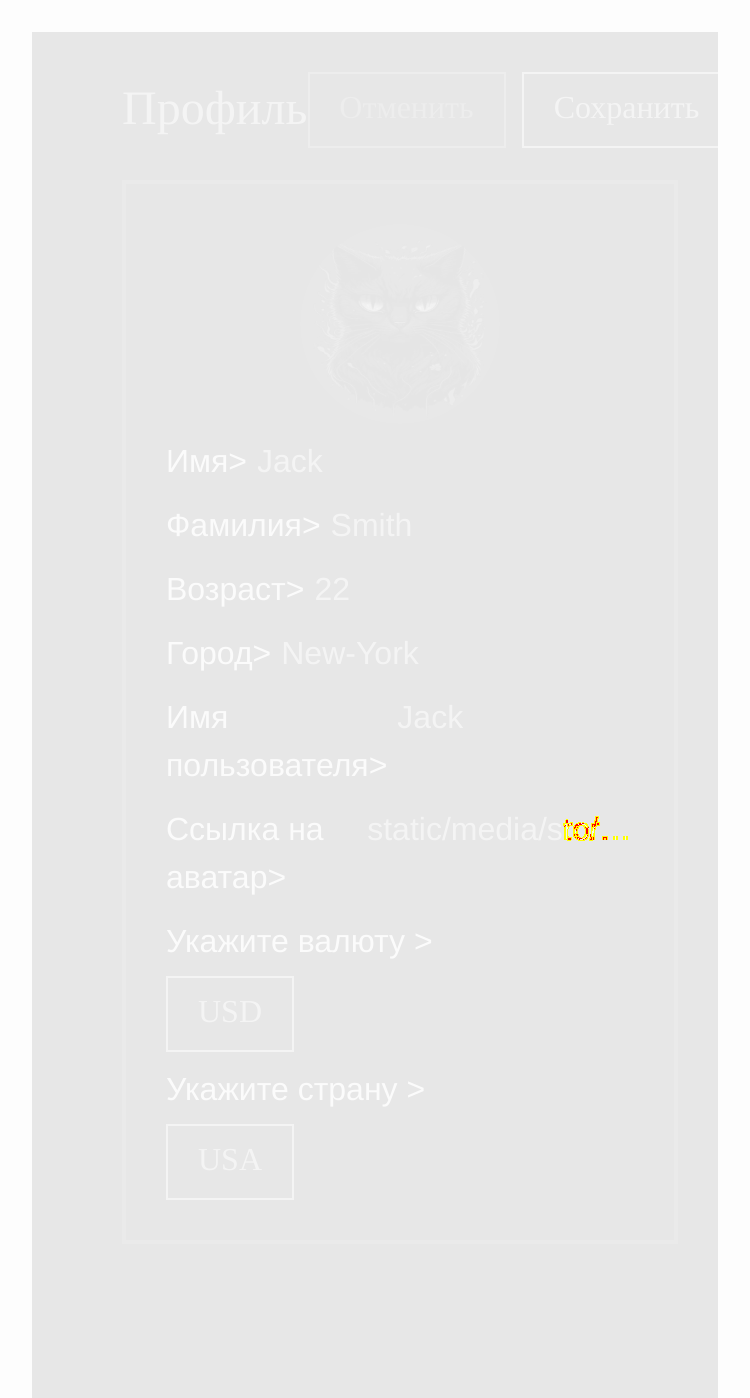 Профиль Отменить Сохранить
Имя> Jack
Фамилия> Smith
Возраст> 22
Город> New-York
Имя Jack
пользователя>
Ссылка на static/media/
аватар>
Укажите валюту >
USD
Укажите страну >
USA